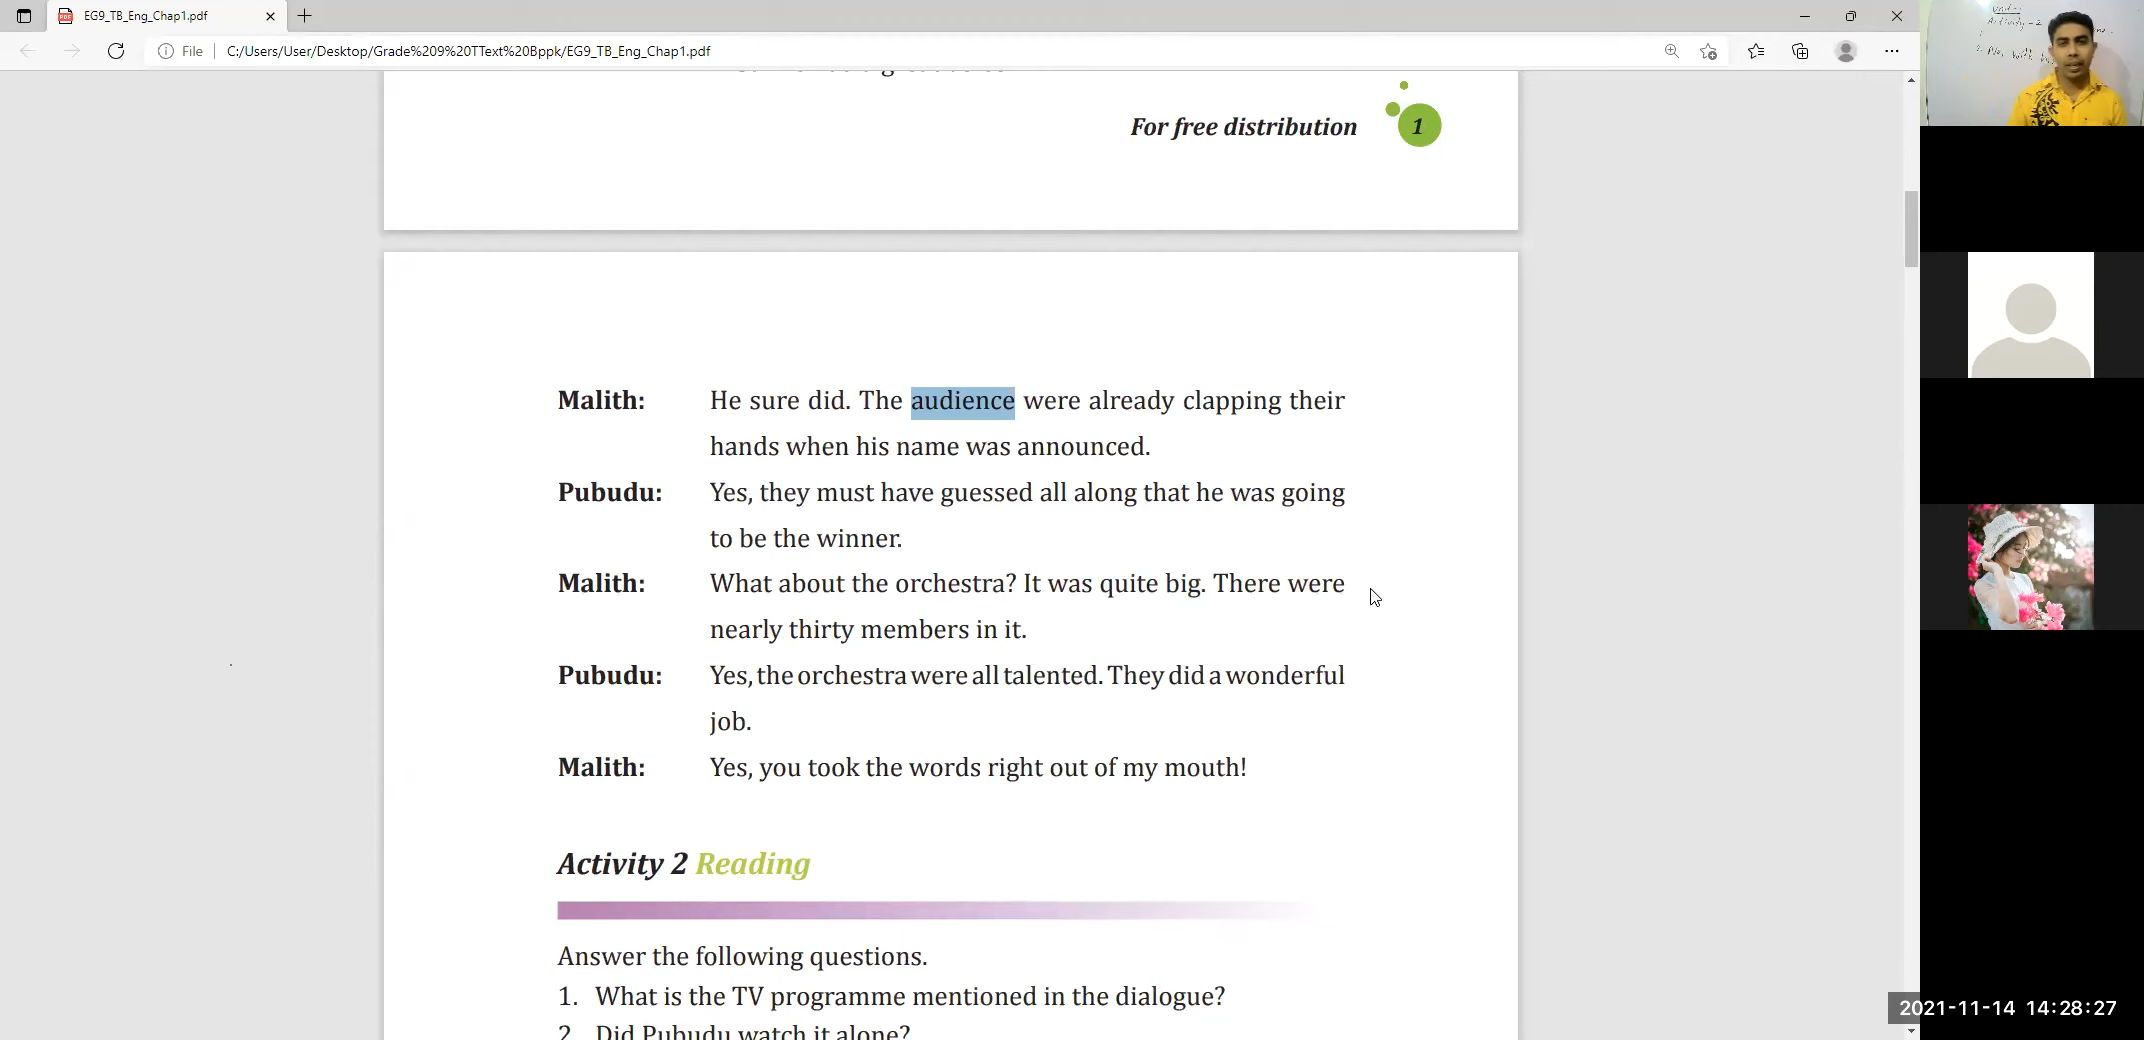 EG9_TB_Eng_Chap1.pdf
File
C:/Users/User/Desktop/Grade%209%20TText%20Bppk/EG9_TB_Eng_Chap1.pdf
For free distribution 1
Malith: He sure did. The audience were already clapping their
hands when his name was announced.
Pubudu: Yes, they must have guessed all along that he was going
to be the winner.
Malith: What about the orchestra? It was quite big. There were
nearly thirty members in it.
Pubudu: Yes, the orchestra were all talented. They did a wonderful
job.
Malith: Yes, you took the words right out of my mouth!
Activity 2 Reading
Answer the following questions.
1. What is the TV programme mentioned in the dialogue?
2. Did Pubudu watch it alone?
Activity - 2
2021-11-14 14:28:27